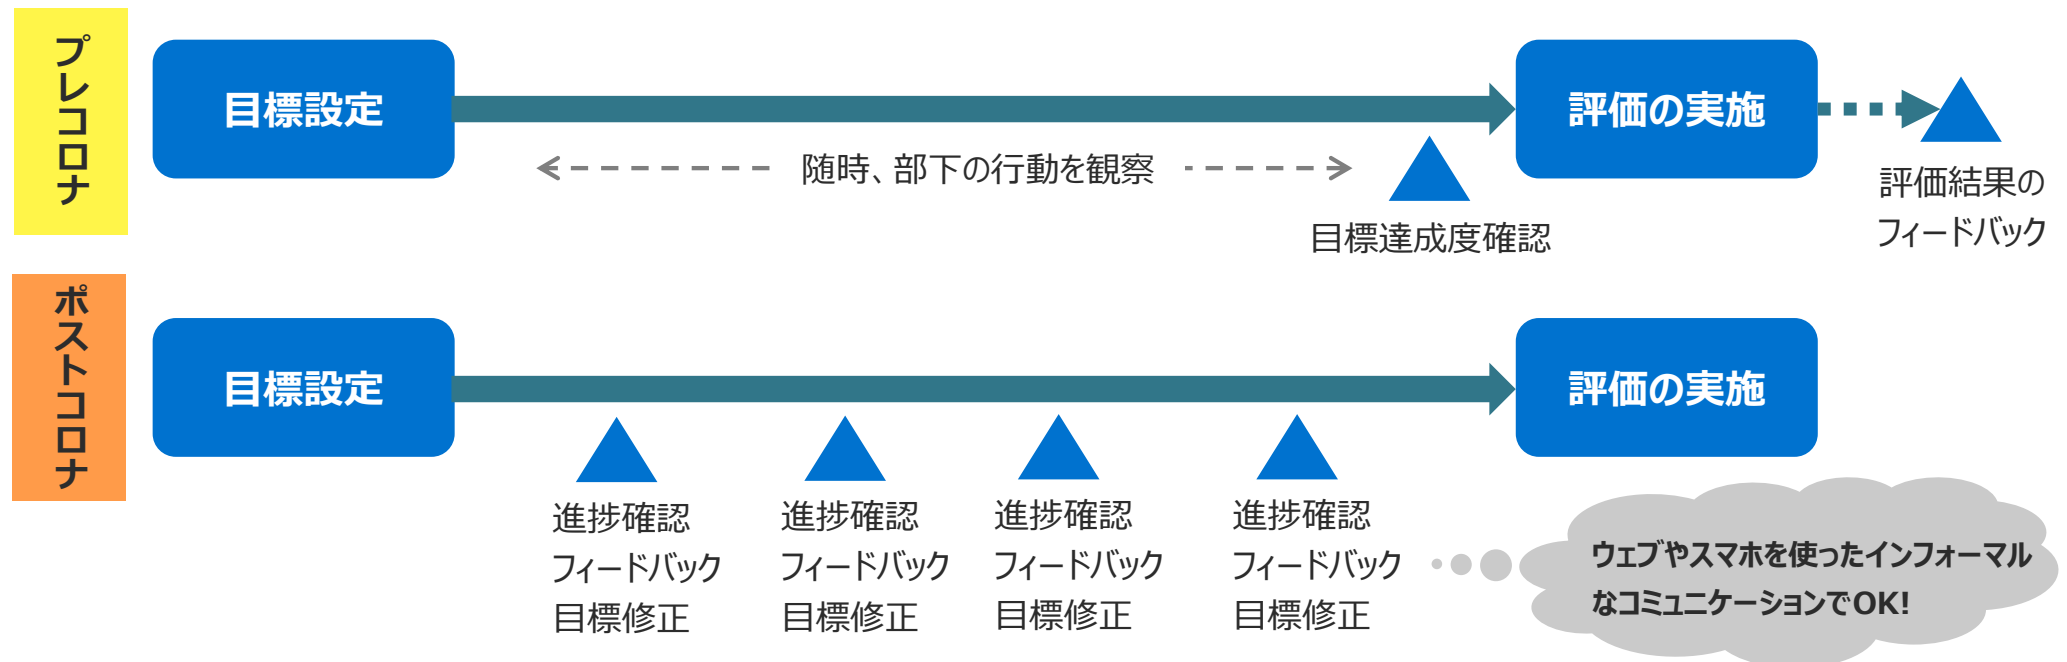 プレコロナ
目標設定
評価の実施
随時、部下の行動を観察
目標達成度確認
評価結果の
フィードバック
ポストコロナ
目標設定
評価の実施
進捗確認
フィードバック
目標修正
進捗確認
フィードバック
目標修正
進捗確認
フィードバック
目標修正
進捗確認
フィードバック
目標修正
ウェブやスマホを使ったインフォーマル
なコミュニケーションでOK!